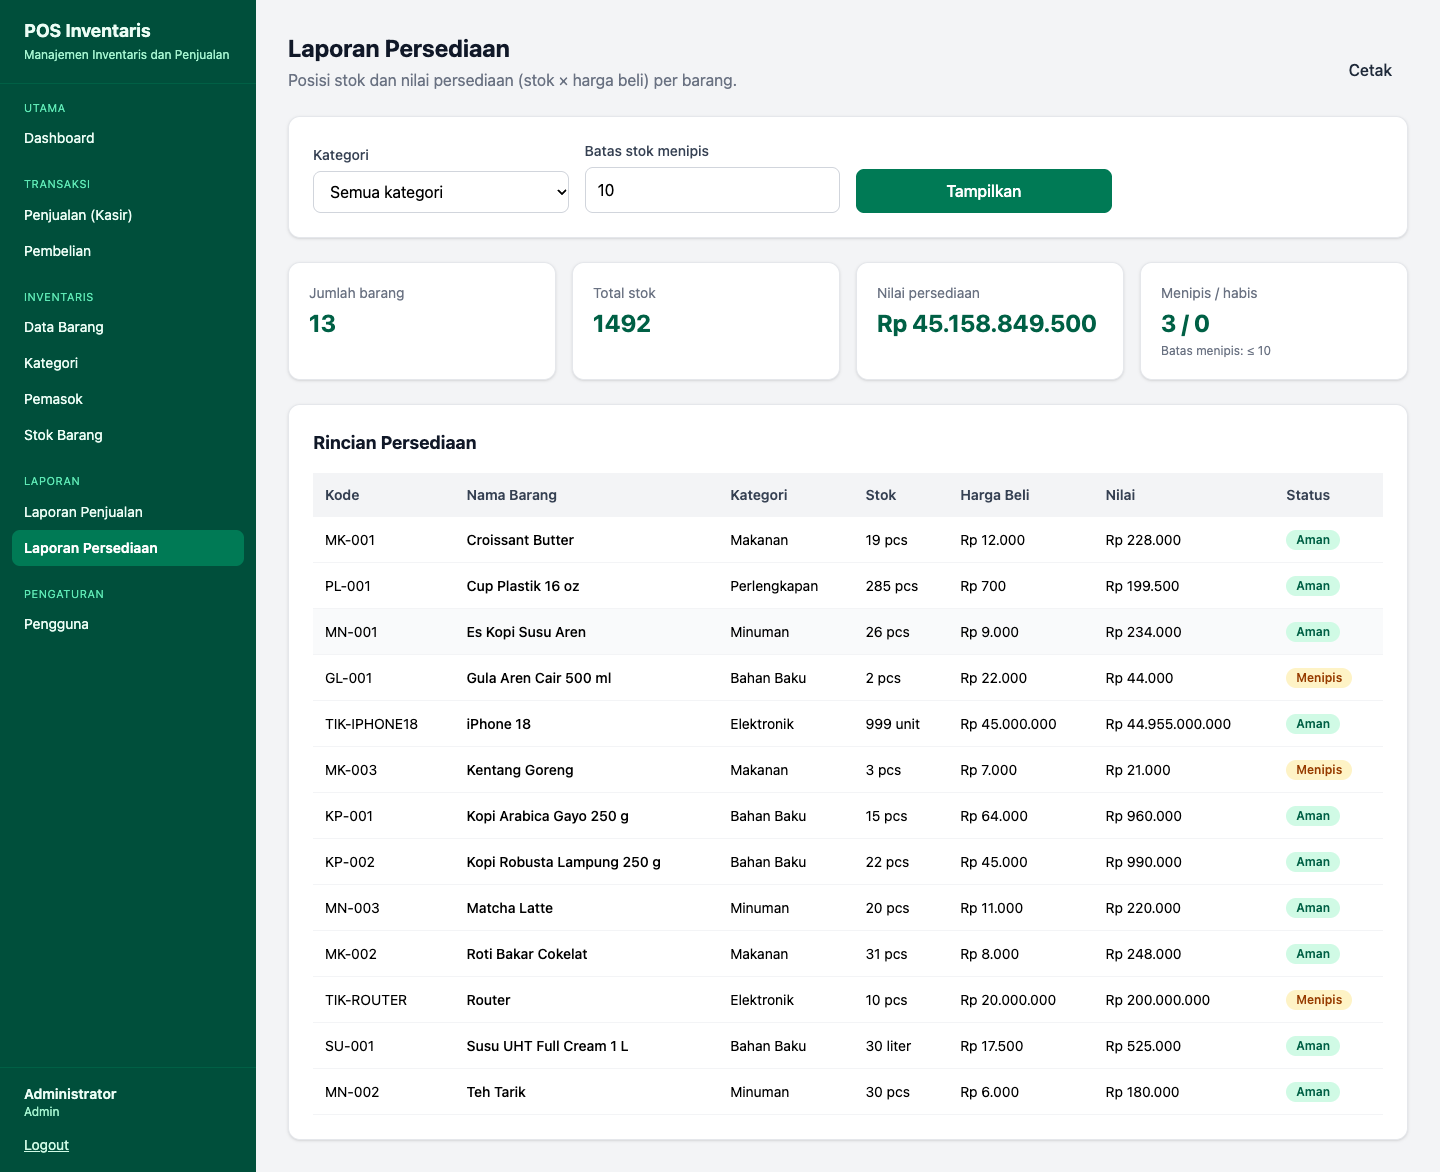 POS Inventaris
Manajemen Inventaris dan Penjualan
UTAMA
Dashboard
TRANSAKSI
Penjualan (Kasir)
Pembelian
INVENTARIS
Data Barang
Kategori
Pemasok
Stok Barang
LAPORAN
Laporan Penjualan
Laporan Persediaan
PENGATURAN
Pengguna
Administrator
Admin
Logout
Laporan Persediaan
Posisi stok dan nilai persediaan (stok × harga beli) per barang.
Cetak
Kategori
Semua kategori
Batas stok menipis
10
Tampilkan
Jumlah barang
13
Total stok
1492
Nilai persediaan
Rp 45.158.849.500
Menipis / habis
3 / 0
Batas menipis: ≤ 10
Rincian Persediaan
Kode Nama Barang Kategori Stok Harga Beli Nilai Status
MK-001 Croissant Butter Makanan 19 pcs Rp 12.000 Rp 228.000 Aman
PL-001 Cup Plastik 16 oz Perlengkapan 285 pcs Rp 700 Rp 199.500 Aman
MN-001 Es Kopi Susu Aren Minuman 26 pcs Rp 9.000 Rp 234.000 Aman
GL-001 Gula Aren Cair 500 ml Bahan Baku 2 pcs Rp 22.000 Rp 44.000 Menipis
TIK-IPHONE18 iPhone 18 Elektronik 999 unit Rp 45.000.000 Rp 44.955.000.000 Aman
MK-003 Kentang Goreng Makanan 3 pcs Rp 7.000 Rp 21.000 Menipis
KP-001 Kopi Arabica Gayo 250 g Bahan Baku 15 pcs Rp 64.000 Rp 960.000 Aman
KP-002 Kopi Robusta Lampung 250 g Bahan Baku 22 pcs Rp 45.000 Rp 990.000 Aman
MN-003 Matcha Latte Minuman 20 pcs Rp 11.000 Rp 220.000 Aman
MK-002 Roti Bakar Cokelat Makanan 31 pcs Rp 8.000 Rp 248.000 Aman
TIK-ROUTER Router Elektronik 10 pcs Rp 20.000.000 Rp 200.000.000 Menipis
SU-001 Susu UHT Full Cream 1 L Bahan Baku 30 liter Rp 17.500 Rp 525.000 Aman
MN-002 Teh Tarik Minuman 30 pcs Rp 6.000 Rp 180.000 Aman